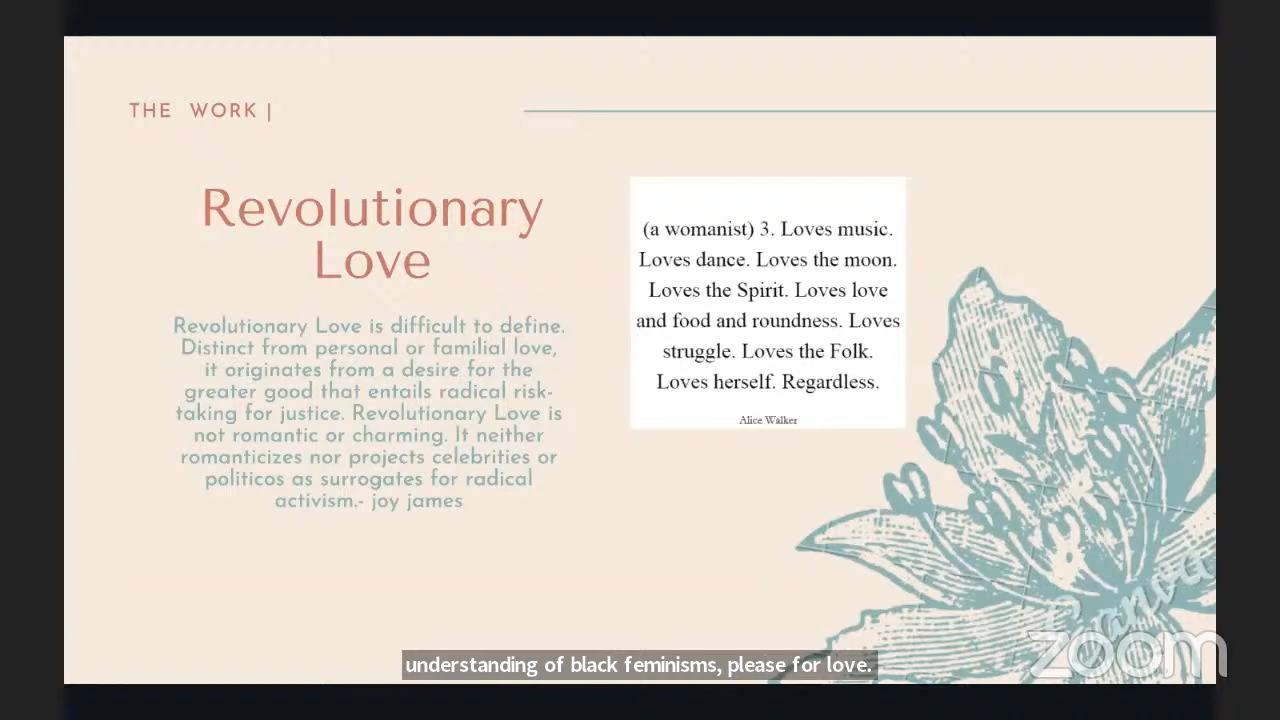 THE WORK |
Revolutionary
Love
Revolutionary Love is difficult to define.
Distinct from personal or familial love,
it originates from a desire for the
greater good that entails radical risk-
taking for justice. Revolutionary Love is
not romantic or charming. It neither
romanticizes nor projects celebrities or
politicos as surrogates for radical
activism.- joy james
(a womanist) 3. Loves music.
Loves dance. Loves the moon.
Loves the Spirit. Loves love
and food and roundness. Loves
struggle. Loves the Folk.
Loves herself. Regardless.
Alice Walker
Canva
zoom
understanding of black feminisms, please for love.